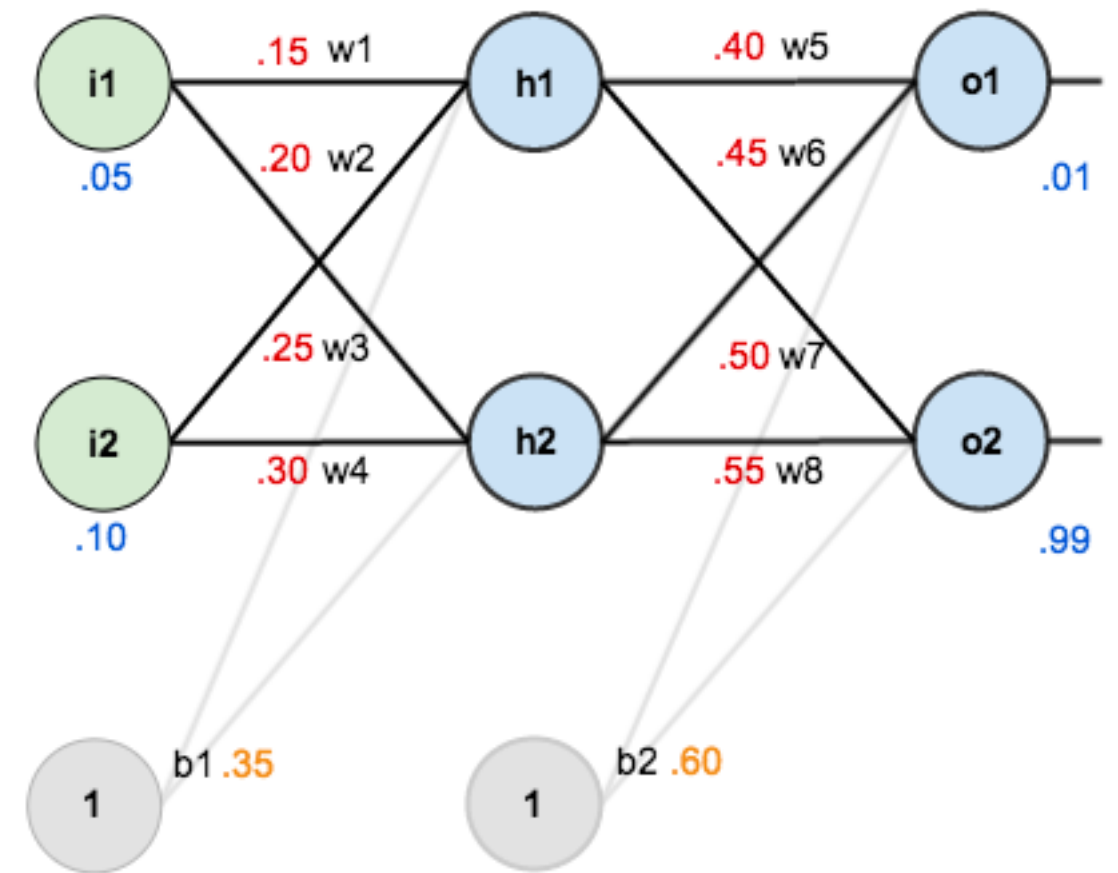 .15 w1
.40 w5
i1
h1
o1
.20 w2
.45 w6
.05
.01
.25 w3
.50 w7
i2
h2
o2
.30 w4
.55 w8
.10
.99
b1 .35
b2 .60
1
1